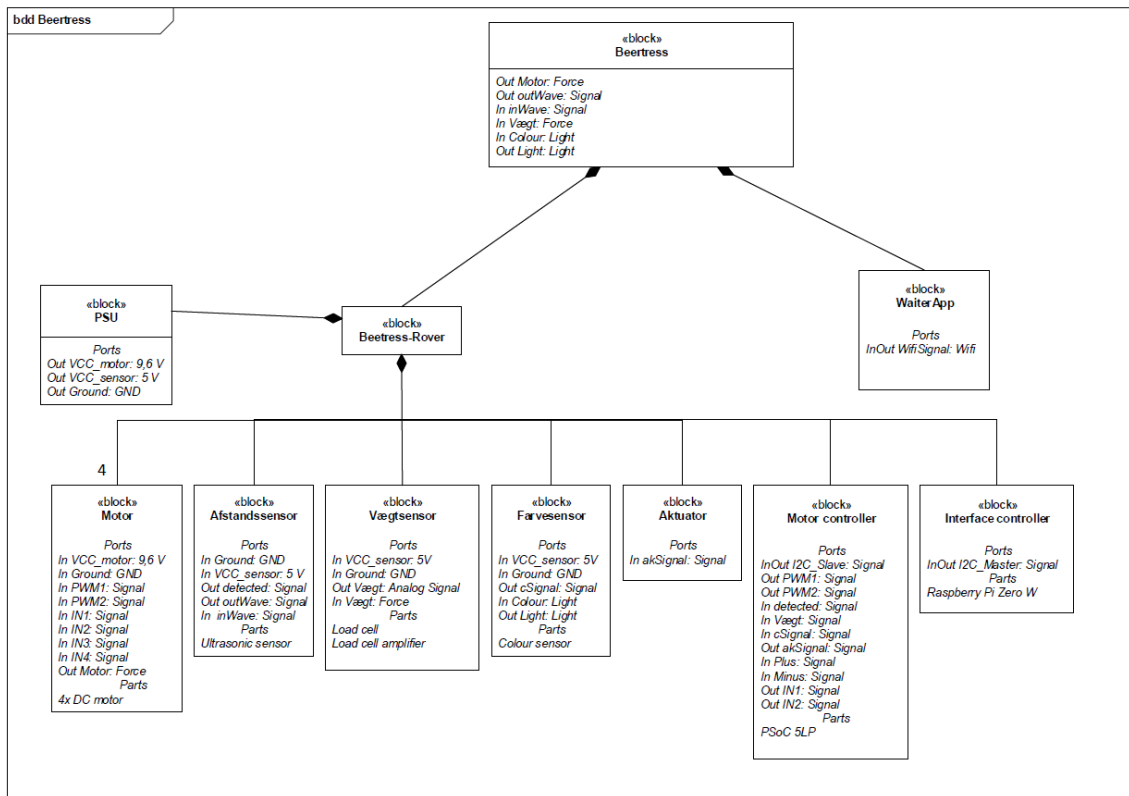 bdd Beertress
«block»
Beertress
Out Motor: Force
Out outWave: Signal
In inWave: Signal
In Vægt: Force
In Colour: Light
Out Light: Light
«block»
PSU
Ports
Out VCC_motor: 9,6 V
Out VCC_sensor: 5 V
Out Ground: GND
«block»
Beetress-Rover
«block»
WaiterApp
Ports
InOut WifiSignal: Wifi
4
«block»
Motor
Ports
In VCC_motor: 9,6 V
In Ground: GND
In PWM1: Signal
In PWM2: Signal
In IN1: Signal
In IN2: Signal
In IN3: Signal
In IN4: Signal
Out Motor: Force
Parts
4x DC motor
«block»
Afstandssensor
Ports
In Ground: GND
In VCC_sensor: 5 V
Out detected: Signal
Out outWave: Signal
In inWave: Signal
Parts
Ultrasonic sensor
«block»
Vægtsensor
Ports
In VCC_sensor: 5V
In Ground: GND
Out Vægt: Analog Signal
In Vægt: Force
Parts
Load cell
Load cell amplifier
«block»
Farvesensor
Ports
In VCC_sensor: 5V
In Ground: GND
Out cSignal: Signal
In Colour: Light
Out Light: Light
Parts
Colour sensor
«block»
Aktuator
Ports
In akSignal: Signal
«block»
Motor controller
Ports
InOut I2C_Slave: Signal
Out PWM1: Signal
Out PWM2: Signal
In detected: Signal
In Vægt: Signal
In cSignal: Signal
Out akSignal: Signal
In Plus: Signal
In Minus: Signal
Out IN1: Signal
Out IN2: Signal
Parts
PSoC 5LP
«block»
Interface controller
Ports
InOut I2C_Master: Signal
Parts
Raspberry Pi Zero W